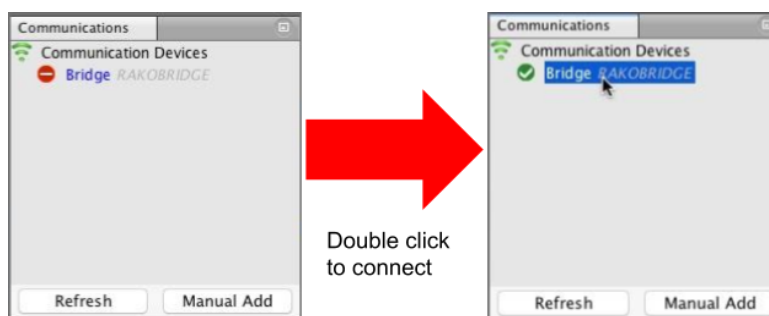 Communications
Communication Devices
Bridge RAKOBRIDGE
Refresh
Manual Add
Double click
to connect
Communications
Communication Devices
Bridge RAKOBRIDGE
Refresh
Manual Add